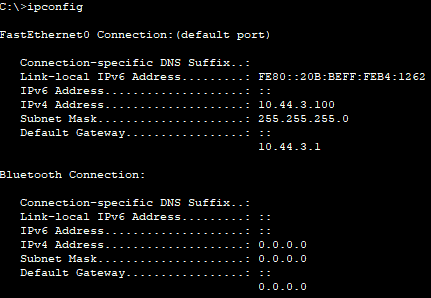 C:\>ipconfig
FastEthernet0 Connection:(default port)
Connection-specific DNS Suffix..:
Link-local IPv6 Address.........: FE80::20B:BEFF:FEB4:1262
IPv6 Address....................: ::
IPv4 Address....................: 10.44.3.100
Subnet Mask.....................: 255.255.255.0
Default Gateway.................: ::
10.44.3.1
Bluetooth Connection:
Connection-specific DNS Suffix..:
Link-local IPv6 Address.........: ::
IPv6 Address....................: ::
IPv4 Address....................: 0.0.0.0
Subnet Mask.....................: 0.0.0.0
Default Gateway.................: ::
0.0.0.0